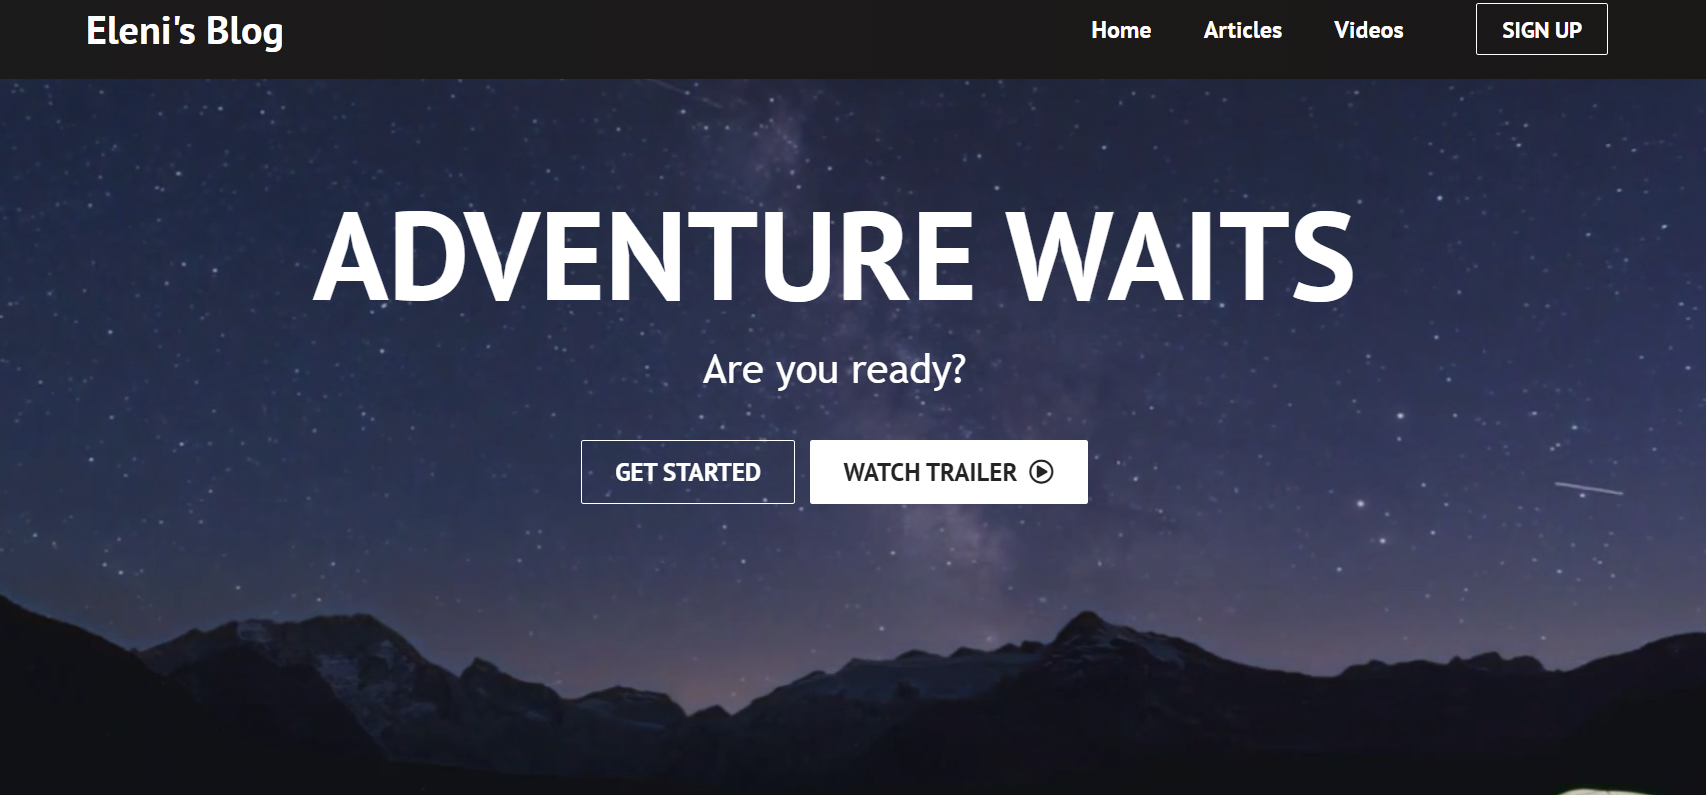 Eleni's Blog
Home Articles Videos SIGN UP
ADVENTURE WAITS
Are you ready?
GET STARTED WATCH TRAILER